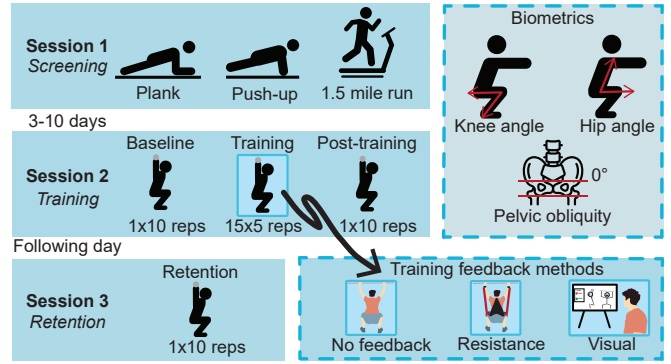 Session 1
Screening
Plank
Push-up
1.5 mile run
3-10 days
Session 2
Training
Baseline
Training
Post-training
1x10 reps
15x5 reps
1x10 reps
Following day
Session 3
Retention
Retention
1x10 reps
Biometrics
Knee angle
Hip angle
0°
Pelvic obliquity
Training feedback methods
No feedback
Resistance
Visual